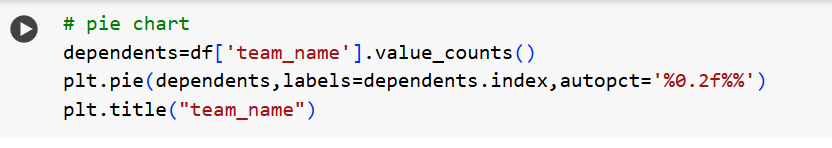 # pie chart
dependents=df['team_name'].value_counts()
plt.pie(dependents,labels=dependents.index,autopct='%0.2f%%')
plt.title("team_name")